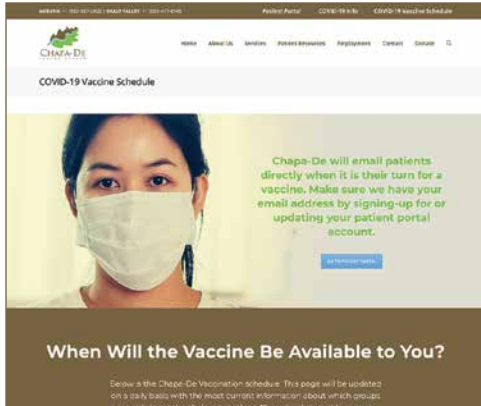 Patient Portal COVID-19 Info COVID-19 Vaccine Schedule
CHAPA-DE
Home About Us Services Patient Resources Employment Contact Donate
COVID-19 Vaccine Schedule
Chapa-De will email patients
directly when it is their turn for a
vaccine. Make sure we have your
email address by signing-up for or
updating your patient portal
account.
When Will the Vaccine Be Available to You?
Below is the Chapa-De Vaccination schedule. This page will be updated
on a daily basis with the most current information about which groups